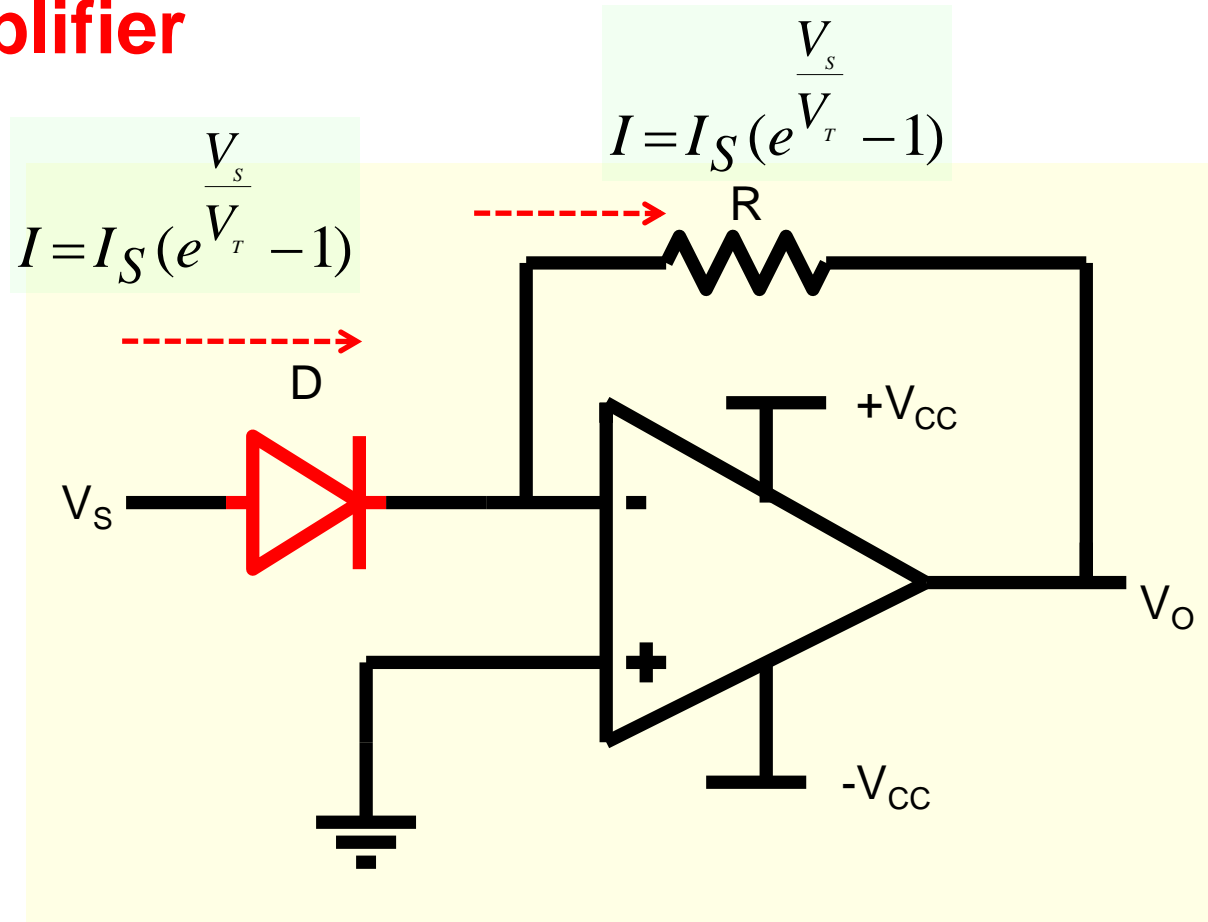 plifier
I = I_S (e^{V_s/V_T} − 1)
I = I_S (e^{V_s/V_T} − 1)
R
D
+V_CC
V_S
-
+
V_O
-V_CC